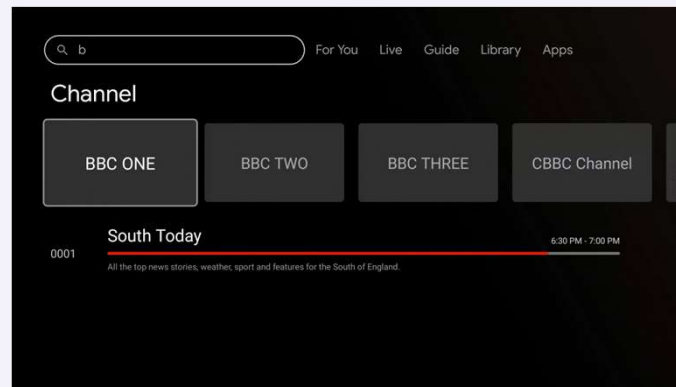 b For You Live Guide Library Apps
Channel
BBC ONE BBC TWO BBC THREE CBBC Channel
South Today
6:30 PM - 7:00 PM
0001
All the top news stories, weather, sport and features for the South of England.